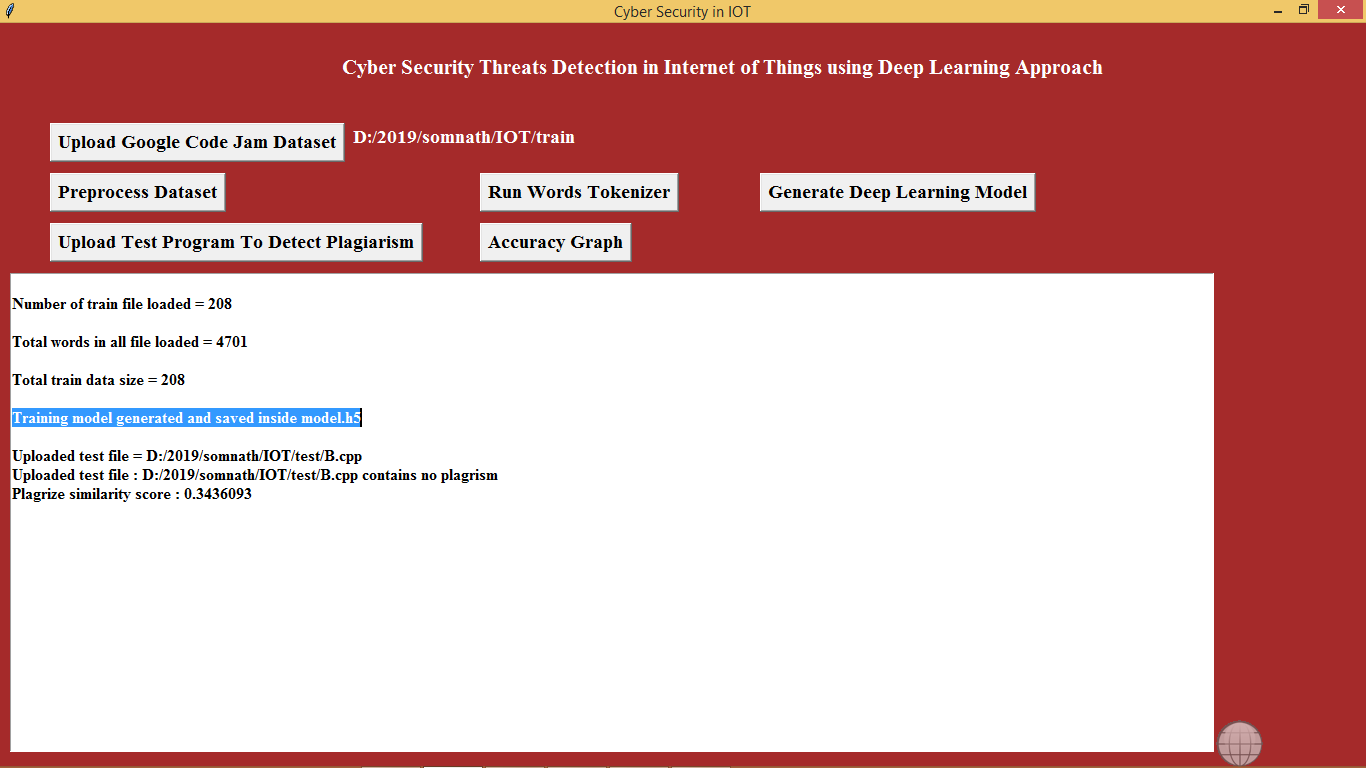 Cyber Security in IOT
Cyber Security Threats Detection in Internet of Things using Deep Learning Approach
Upload Google Code Jam Dataset D:/2019/somnath/IOT/train
Preprocess Dataset Run Words Tokenizer Generate Deep Learning Model
Upload Test Program To Detect Plagiarism Accuracy Graph
Number of train file loaded = 208
Total words in all file loaded = 4701
Total train data size = 208
Training model generated and saved inside model.h5
Uploaded test file = D:/2019/somnath/IOT/test/B.cpp
Uploaded test file : D:/2019/somnath/IOT/test/B.cpp contains no plagrism
Plagrize similarity score : 0.3436093